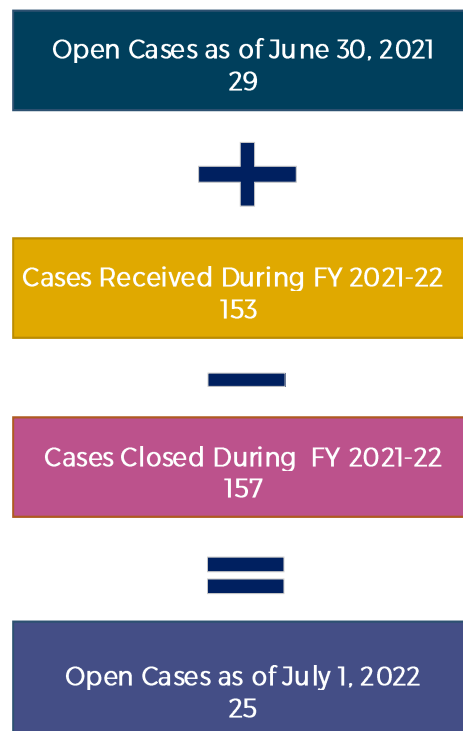 Open Cases as of June 30, 2021
29
Cases Received During FY 2021-22
153
Cases Closed During FY 2021-22
157
Open Cases as of July 1, 2022
25